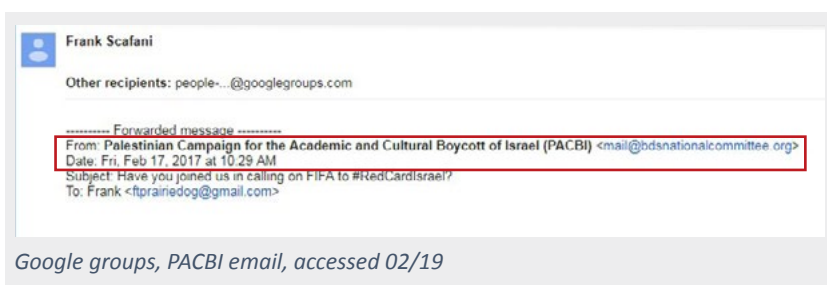 Frank Scafani
Other recipients: people-...@googlegroups.com
---------- Forwarded message ----------
From: Palestinian Campaign for the Academic and Cultural Boycott of Israel (PACBI) <mail@bdsnationalcommittee.org>
Date: Fri, Feb 17, 2017 at 10:29 AM
Subject: Have you joined us in calling on FIFA to #RedCardIsrael?
To: Frank <ftprairiedog@gmail.com>
Google groups, PACBI email, accessed 02/19